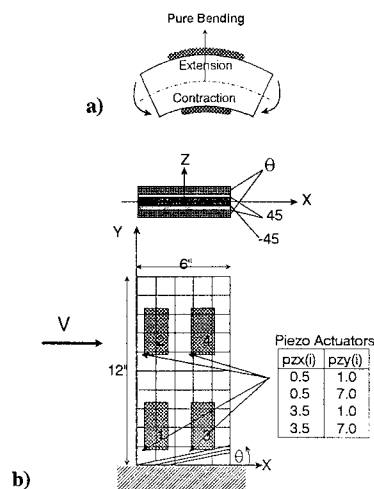 Pure Bending
Extension
Contraction
a)
Z
θ
X
45
-45
Y
6"
V
2 4
12"
1 3
Piezo Actuators
pzx(i) pzy(i)
0.5 1.0
0.5 7.0
3.5 1.0
3.5 7.0
θ
X
b)